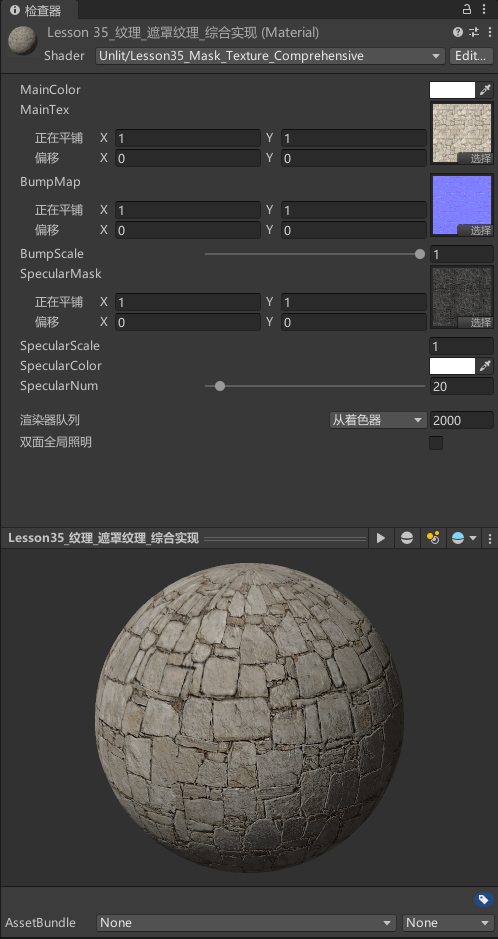 检查器
Lesson 35_纹理_遮罩纹理_综合实现 (Material)
Shader Unlit/Lesson35_Mask_Texture_Comprehensive Edit...
MainColor
MainTex
正在平铺 X 1 Y 1
偏移 X 0 Y 0
选择
BumpMap
正在平铺 X 1 Y 1
偏移 X 0 Y 0
选择
BumpScale 1
SpecularMask
正在平铺 X 1 Y 1
偏移 X 0 Y 0
选择
SpecularScale 1
SpecularColor
SpecularNum 20
渲染器队列 从着色器 2000
双面全局照明
Lesson35_纹理_遮罩纹理_综合实现
AssetBundle None None